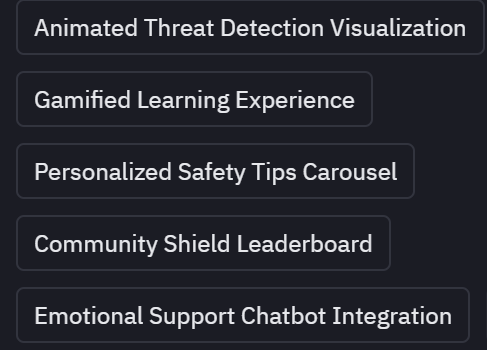 Animated Threat Detection Visualization
Gamified Learning Experience
Personalized Safety Tips Carousel
Community Shield Leaderboard
Emotional Support Chatbot Integration